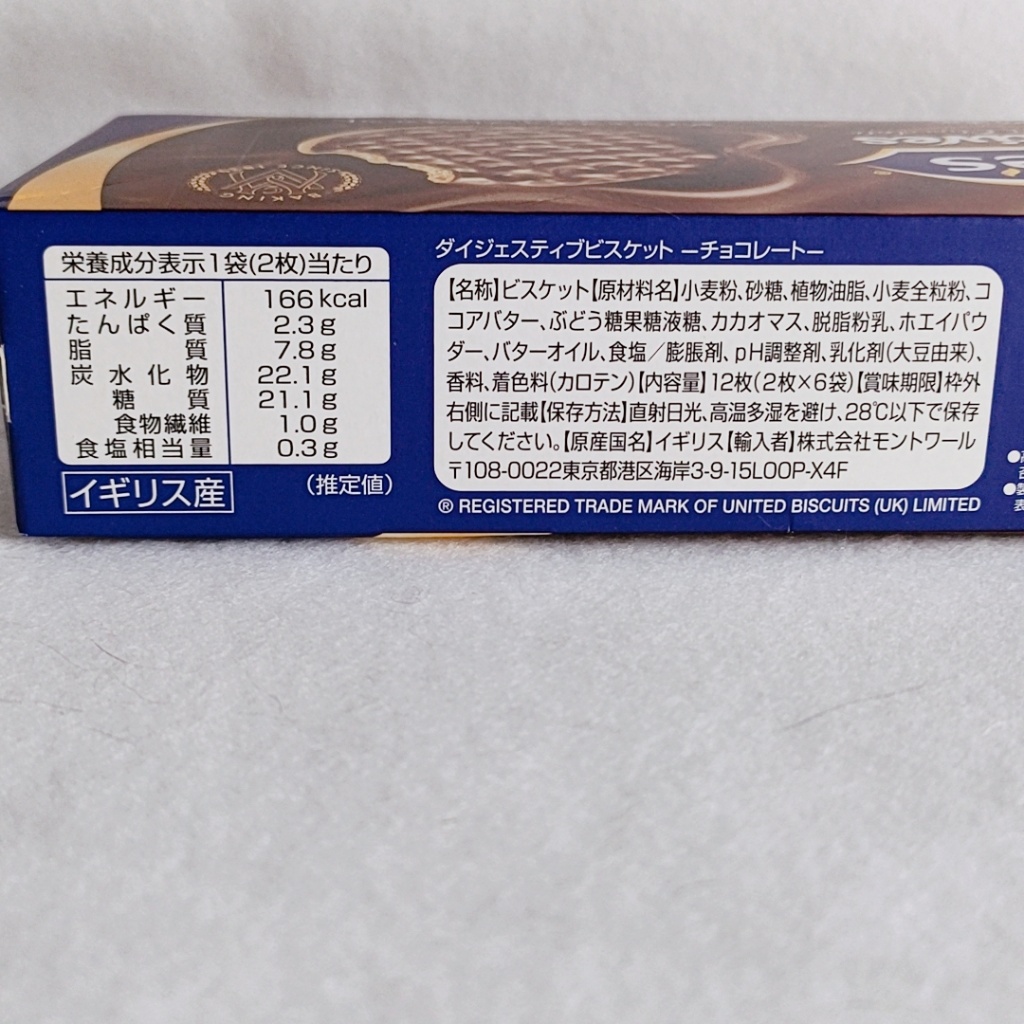 栄養成分表示1袋(2枚)当たり
エネルギー 166kcal
たんぱく質 2.3g
脂質 7.8g
炭水化物 22.1g
糖質 21.1g
食物繊維 1.0g
食塩相当量 0.3g
イギリス産
(推定値)
ダイジェスティブビスケット ーチョコレートー
【名称】ビスケット【原材料名】小麦粉、砂糖、植物油脂、小麦全粒粉、コ
コアバター、ぶどう糖果糖液糖、カカオマス、脱脂粉乳、ホエイパウ
ダー、バターオイル、食塩／膨脹剤、pH調整剤、乳化剤(大豆由来)、
香料、着色料(カロテン)【内容量】12枚(2枚×6袋)【賞味期限】枠外
右側に記載【保存方法】直射日光、高温多湿を避け、28℃以下で保存
してください。【原産国名】イギリス【輸入者】株式会社モントワール
〒108-0022東京都港区海岸3-9-15LOOP-X4F
® REGISTERED TRADE MARK OF UNITED BISCUITS (UK) LIMITED